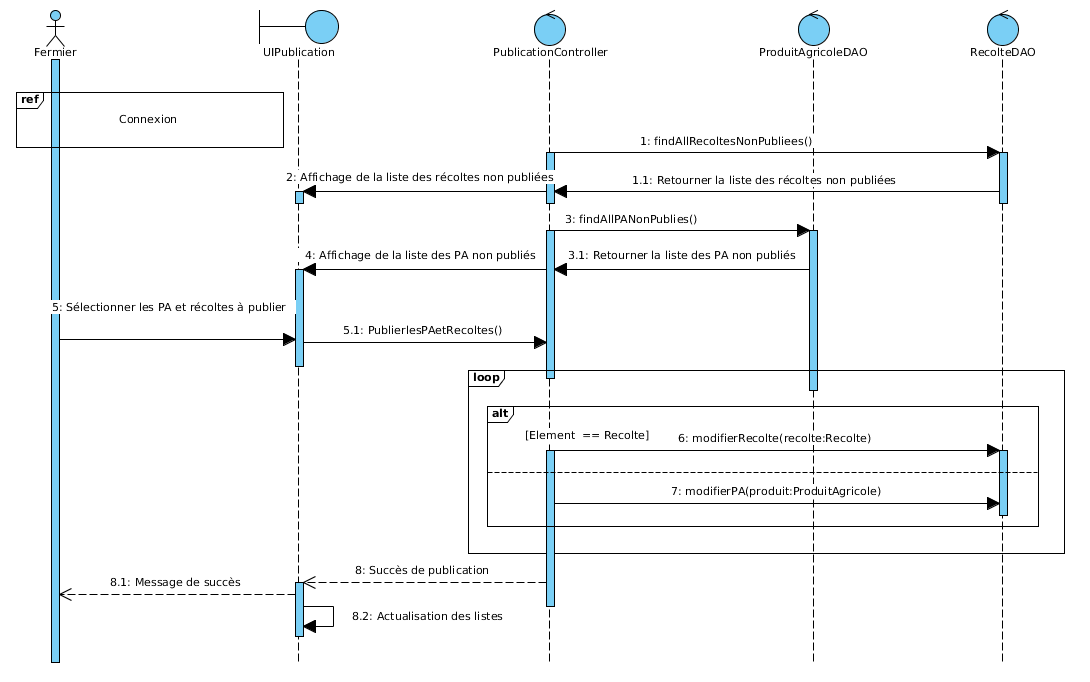 Fermier
UIPublication
PublicationController
ProduitAgricoleDAO
RecolteDAO
ref
Connexion
1: findAllRecoltesNonPubliees()
2: Affichage de la liste des récoltes non publiées
1.1: Retourner la liste des récoltes non publiées
3: findAllPANonPublies()
4: Affichage de la liste des PA non publiés
3.1: Retourner la liste des PA non publiés
5: Sélectionner les PA et récoltes à publier
5.1: PublierlesPAetRecoltes()
loop
alt
[Element == Recolte]
6: modifierRecolte(recolte:Recolte)
7: modifierPA(produit:ProduitAgricole)
8: Succès de publication
8.1: Message de succès
8.2: Actualisation des listes